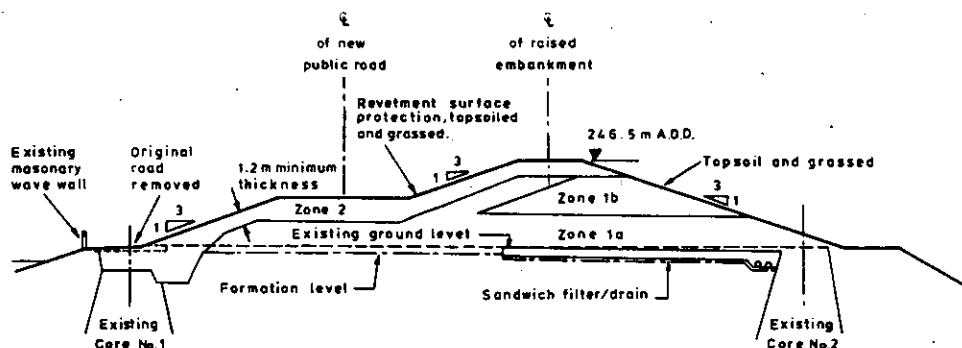 ℄
of new
public road
℄
of raised
embankment
Revetment surface
protection, topsoiled
and grassed.
246.5 m A.O.D.
Existing
masonary
wave wall
Original
road
removed
1.2 m minimum
thickness
3
1
3
1
Topsoil and grassed
3
1
Zone 2
Zone 1b
Existing ground level
Zone 1a
Formation level
Sandwich filter/drain
Existing
Core No.1
Existing
Core No.2